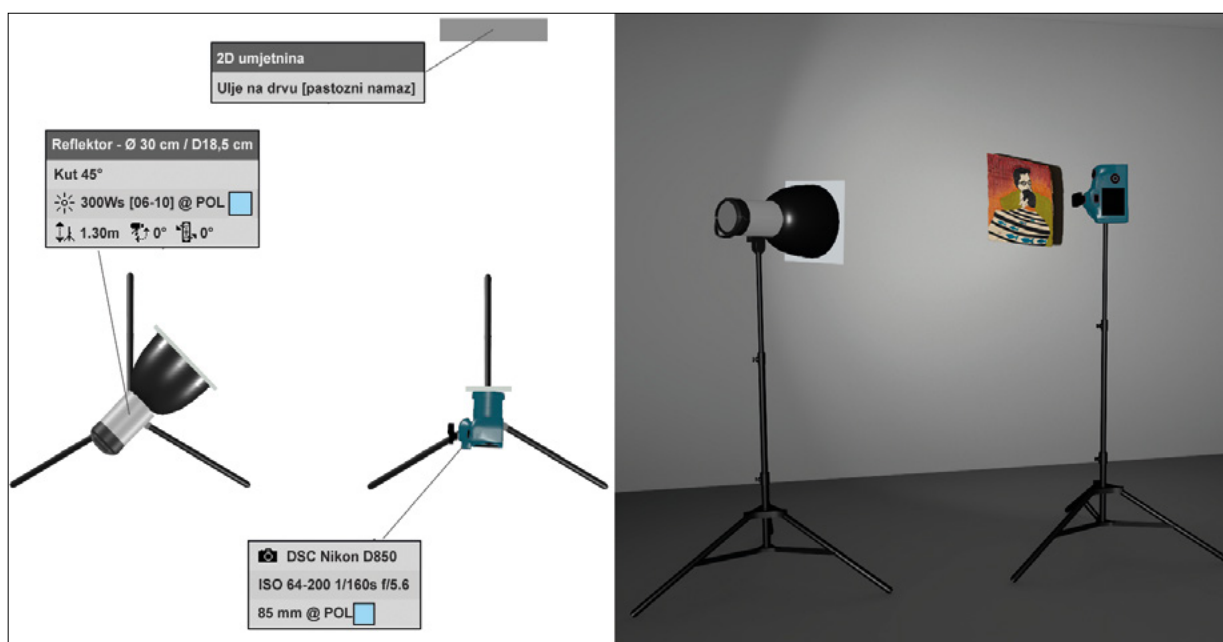 2D umjetnina
Ulje na drvu [pastozni namaz]
Reflektor - Ø 30 cm / D18,5 cm
Kut 45°
300Ws [06-10] @ POL
1.30m 0° 0°
DSC Nikon D850
ISO 64-200 1/160s f/5.6
85 mm @ POL